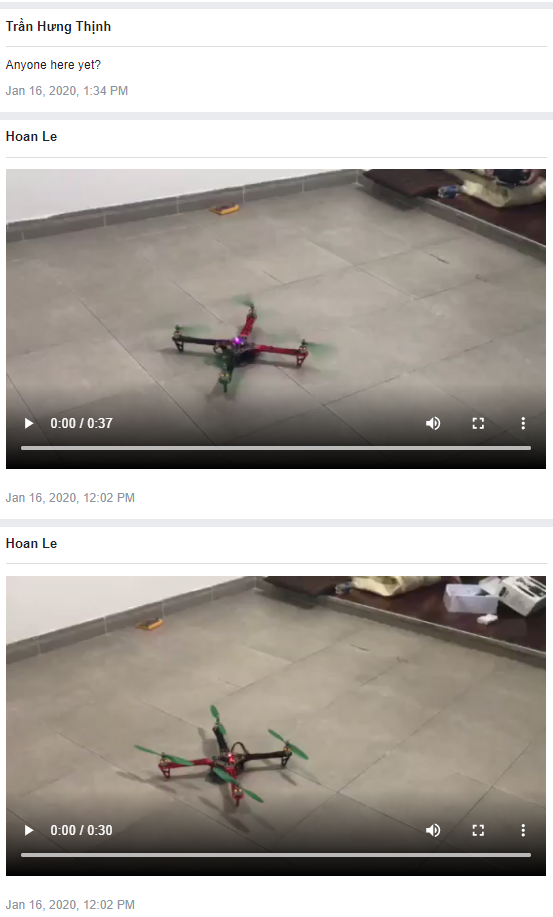 Trần Hưng Thịnh
Anyone here yet?
Jan 16, 2020, 1:34 PM
Hoan Le
0:00 / 0:37
Jan 16, 2020, 12:02 PM
Hoan Le
0:00 / 0:30
Jan 16, 2020, 12:02 PM